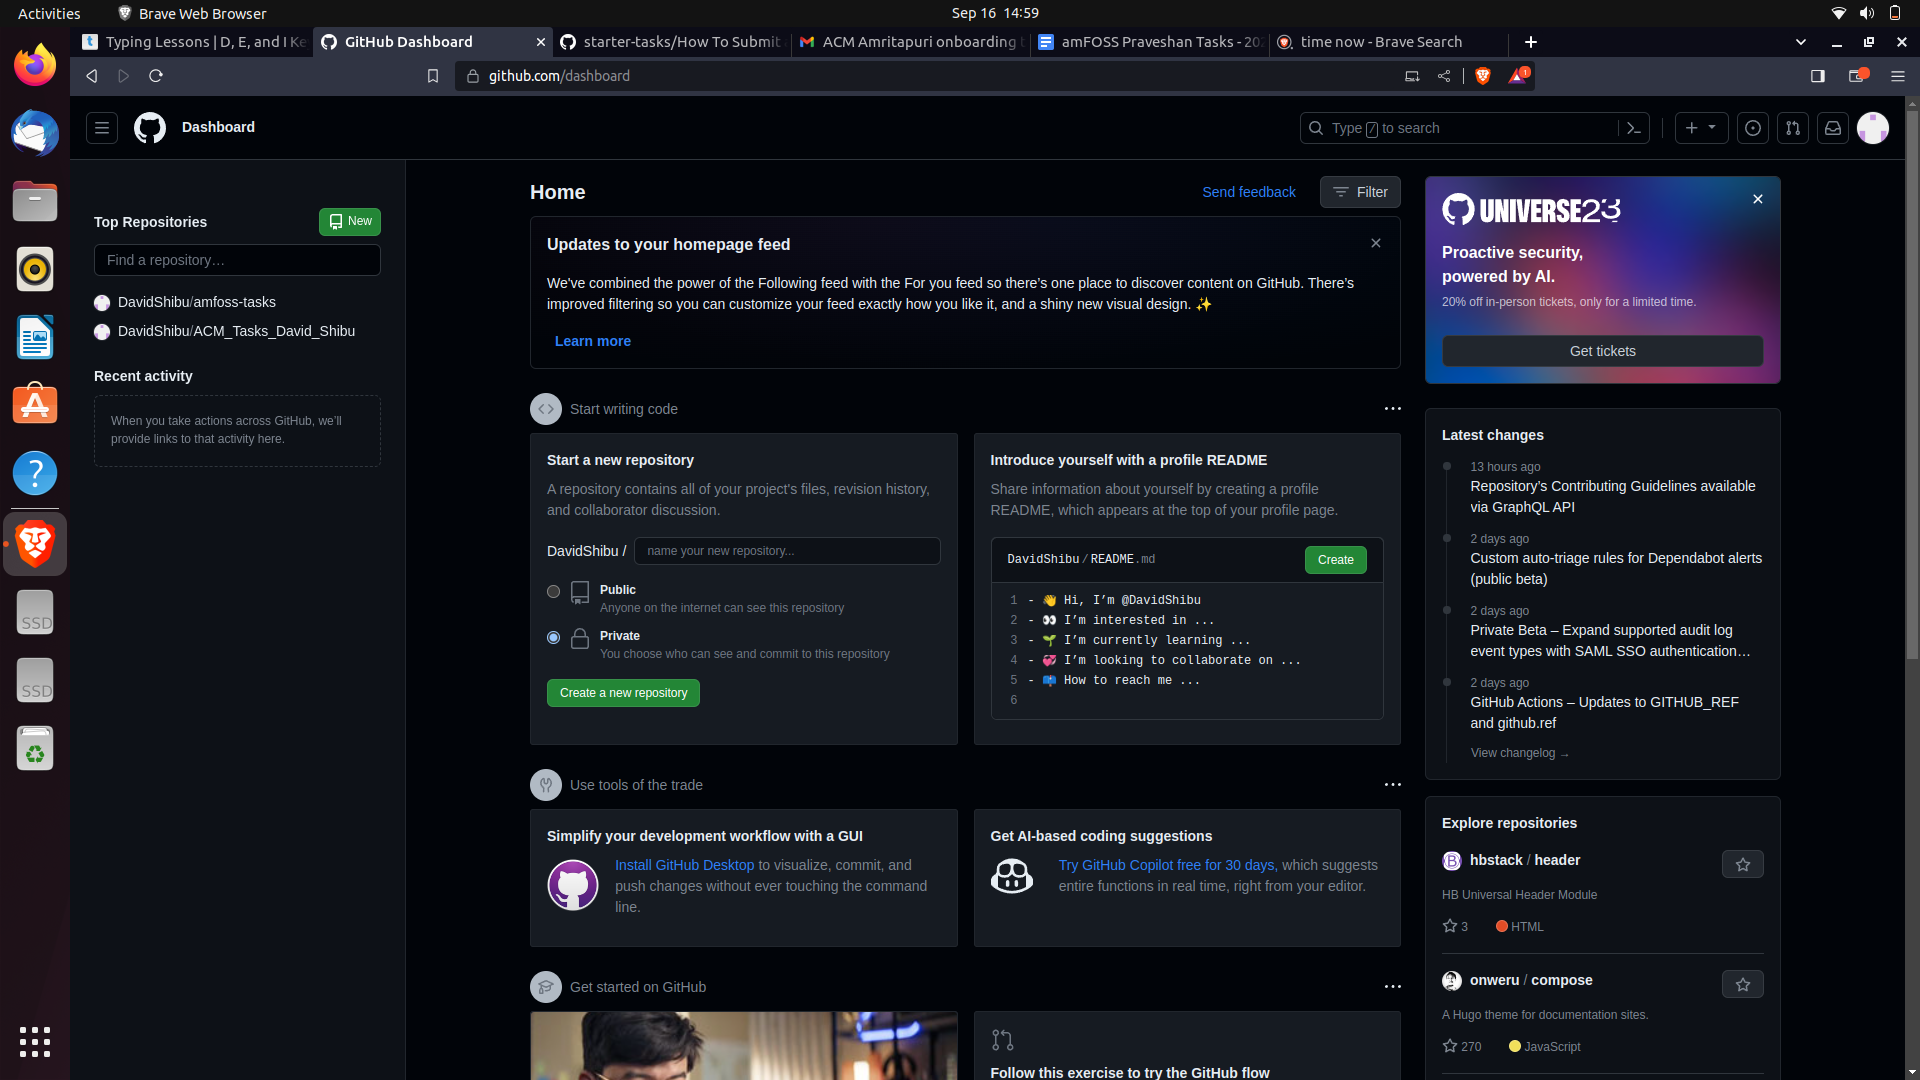 Activities
Brave Web Browser
Sep 16 14:59
Typing Lessons | D, E, and I Ke
GitHub Dashboard
starter-tasks/How To Submit
ACM Amritapuri onboarding t
amFOSS Praveshan Tasks - 202
time now - Brave Search
github.com/dashboard
1
Dashboard
Type / to search
Top Repositories
New
Find a repository…
DavidShibu/amfoss-tasks
DavidShibu/ACM_Tasks_David_Shibu
Recent activity
When you take actions across GitHub, we’ll
provide links to that activity here.
Home
Send feedback
Filter
Updates to your homepage feed
We've combined the power of the Following feed with the For you feed so there’s one place to discover content on GitHub. There’s
improved filtering so you can customize your feed exactly how you like it, and a shiny new visual design. ✨
Learn more
Start writing code
Start a new repository
A repository contains all of your project's files, revision history,
and collaborator discussion.
DavidShibu /
name your new repository...
Public
Anyone on the internet can see this repository
Private
You choose who can see and commit to this repository
Create a new repository
Introduce yourself with a profile README
Share information about yourself by creating a profile
README, which appears at the top of your profile page.
DavidShibu/README.md
Create
1 - 👋 Hi, I’m @DavidShibu
2 - 👀 I’m interested in ...
3 - 🌱 I’m currently learning ...
4 - 💞️ I’m looking to collaborate on ...
5 - 📫 How to reach me ...
6
Use tools of the trade
Simplify your development workflow with a GUI
Install GitHub Desktop to visualize, commit, and
push changes without ever touching the command
line.
Get AI-based coding suggestions
Try GitHub Copilot free for 30 days, which suggests
entire functions in real time, right from your editor.
Get started on GitHub
Follow this exercise to try the GitHub flow
UNIVERSE23
Proactive security,
powered by AI.
20% off in-person tickets, only for a limited time.
Get tickets
Latest changes
13 hours ago
Repository’s Contributing Guidelines available
via GraphQL API
2 days ago
Custom auto-triage rules for Dependabot alerts
(public beta)
2 days ago
Private Beta – Expand supported audit log
event types with SAML SSO authentication…
2 days ago
GitHub Actions – Updates to GITHUB_REF
and github.ref
View changelog →
Explore repositories
hbstack / header
HB Universal Header Module
3
HTML
onweru / compose
A Hugo theme for documentation sites.
270
JavaScript
SSD
SSD